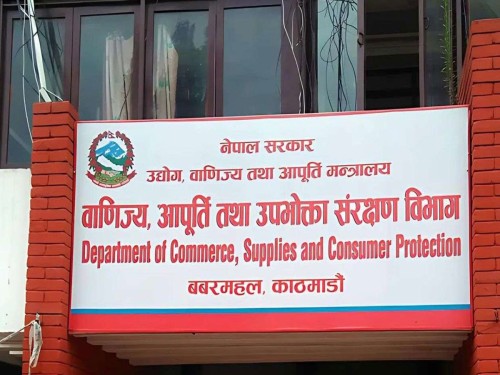 नेपाल सरकार
उद्योग, वाणिज्य तथा आपूर्ति मन्त्रालय
वाणिज्य, आपूर्ति तथा उपभोक्ता संरक्षण विभाग
Department of Commerce, Supplies and Consumer Protection
बबरमहल, काठमाडौं